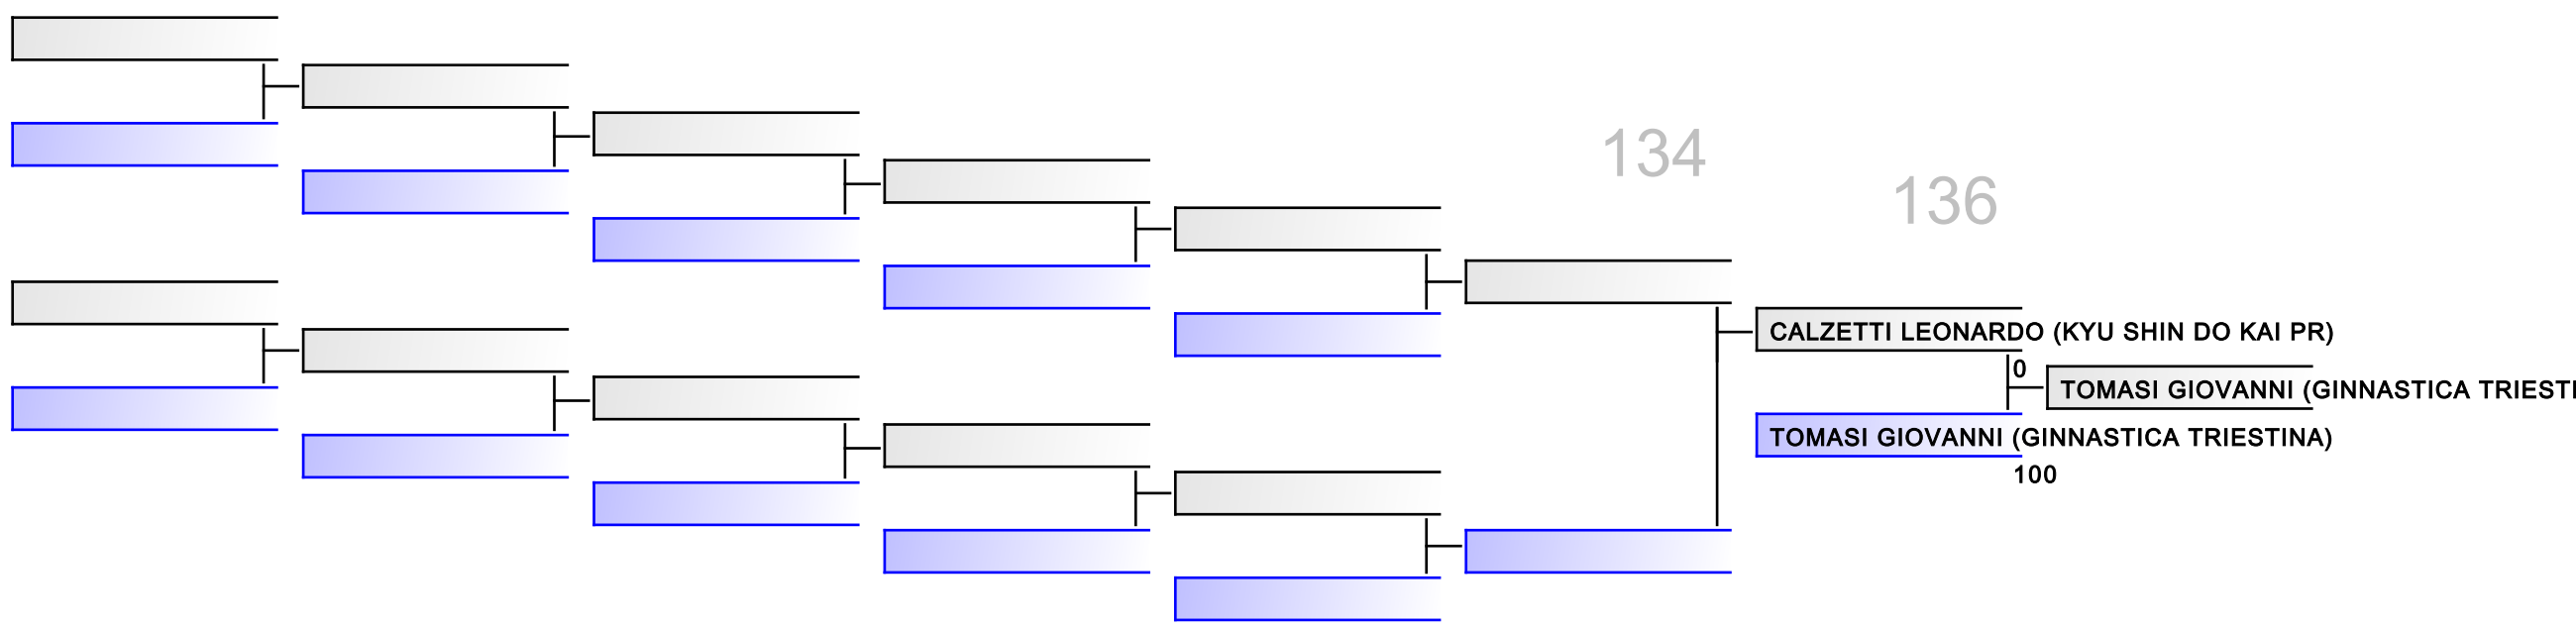 134
136
CALZETTI LEONARDO (KYU SHIN DO KAI PR)
0
TOMASI GIOVANNI (GINNASTICA TRIESTI
TOMASI GIOVANNI (GINNASTICA TRIESTINA)
100